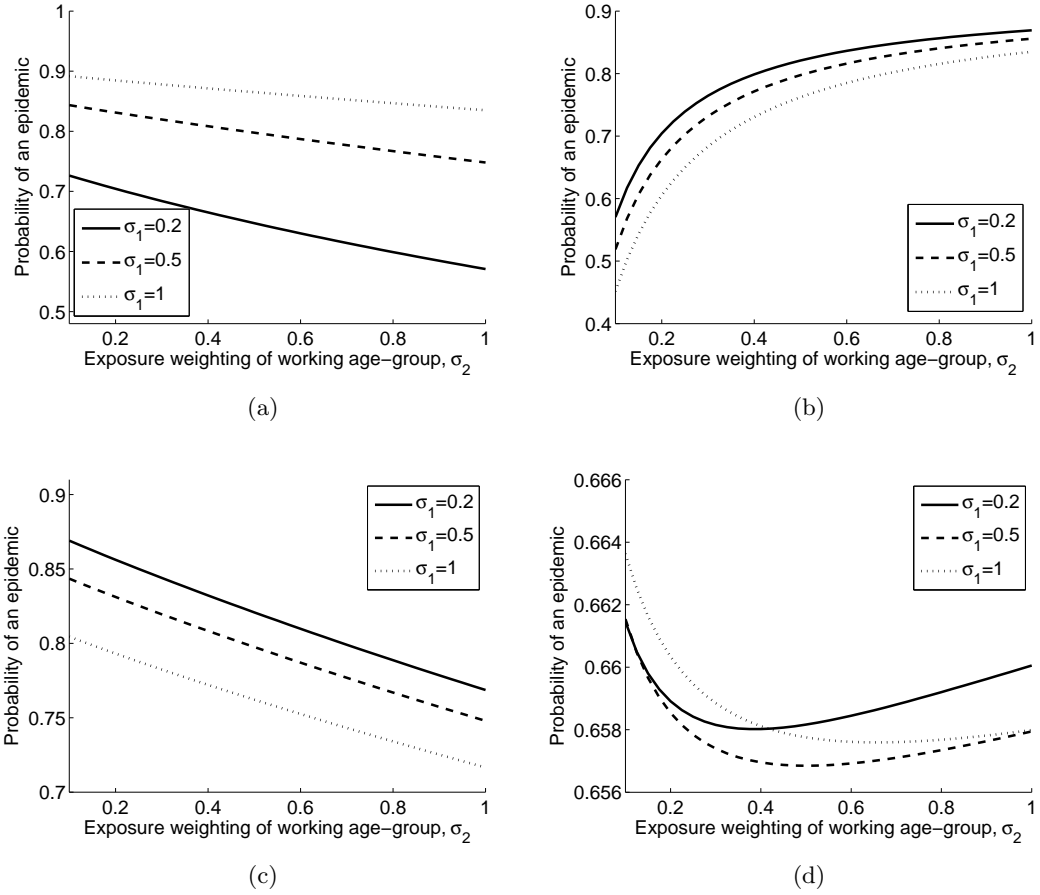 1
0.9
0.8
0.7
0.6
0.5
Probability of an epidemic
σ1=0.2
σ1=0.5
σ1=1
0.2 0.4 0.6 0.8 1
Exposure weighting of working age−group, σ2
(a)
0.9
0.8
0.7
0.6
0.5
0.4
Probability of an epidemic
σ1=0.2
σ1=0.5
σ1=1
0.2 0.4 0.6 0.8 1
Exposure weighting of working age−group, σ2
(b)
0.9
0.85
0.8
0.75
0.7
Probability of an epidemic
σ1=0.2
σ1=0.5
σ1=1
0.2 0.4 0.6 0.8 1
Exposure weighting of working age−group, σ2
(c)
0.666
0.664
0.662
0.66
0.658
0.656
Probability of an epidemic
σ1=0.2
σ1=0.5
σ1=1
0.2 0.4 0.6 0.8 1
Exposure weighting of working age−group, σ2
(d)